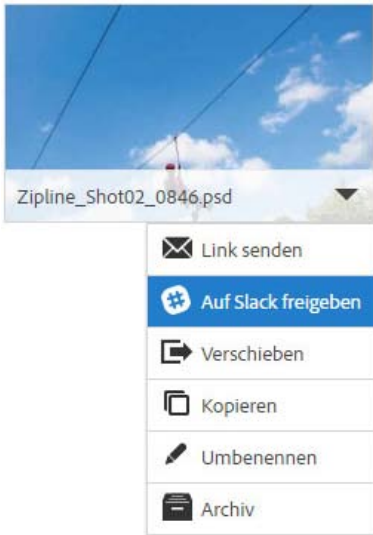 Zipline_Shot02_0846.psd
Link senden
Auf Slack freigeben
Verschieben
Kopieren
Umbenennen
Archiv